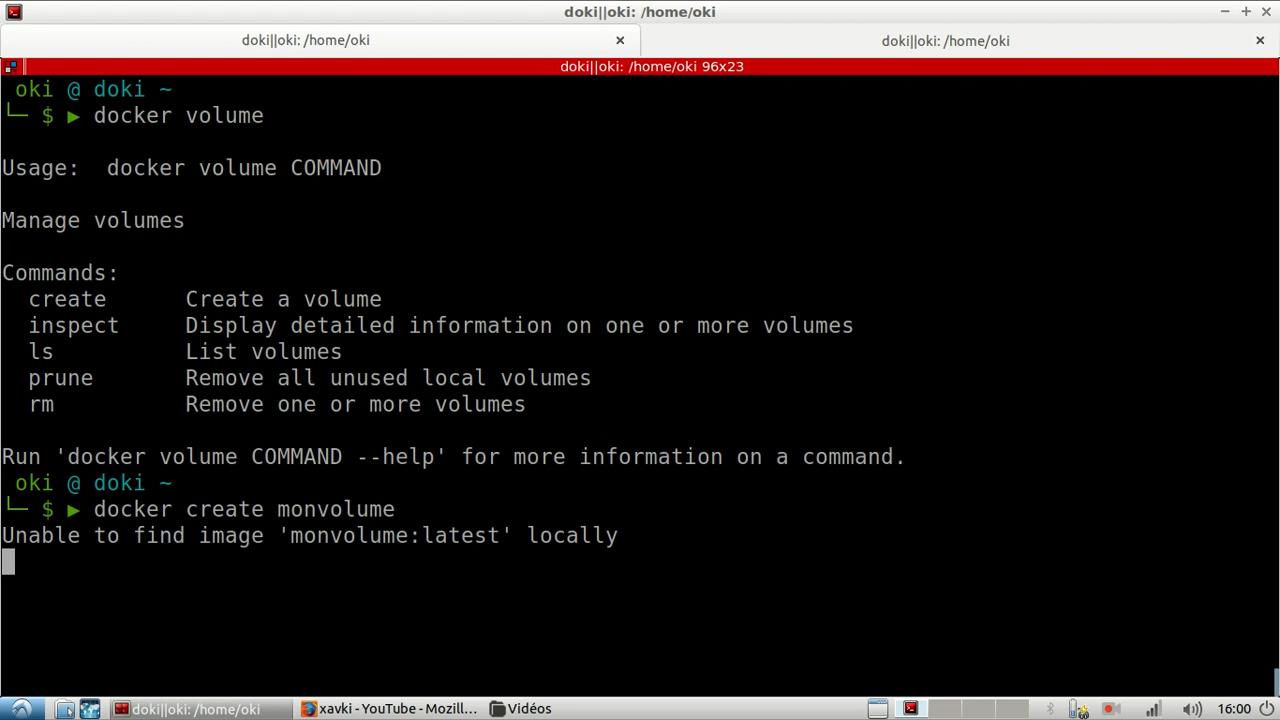 doki||oki: /home/oki
doki||oki: /home/oki
doki||oki: /home/oki
doki||oki: /home/oki 96x23
oki @ doki ~
└─ $ ▶ docker volume
Usage:  docker volume COMMAND
Manage volumes
Commands:
  create      Create a volume
  inspect     Display detailed information on one or more volumes
  ls          List volumes
  prune       Remove all unused local volumes
  rm          Remove one or more volumes
Run 'docker volume COMMAND --help' for more information on a command.
oki @ doki ~
└─ $ ▶ docker create monvolume
Unable to find image 'monvolume:latest' locally
doki||oki: /home/oki
xavki - YouTube - Mozill...
Vidéos
16:00